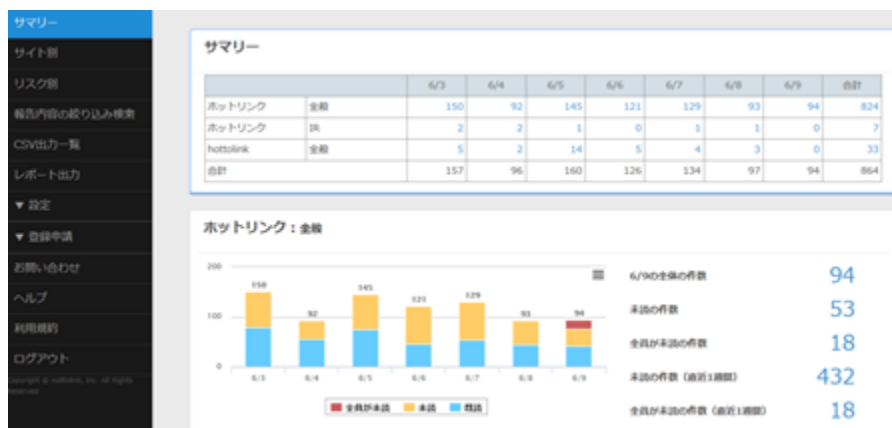 サマリー
サイト別
リスク別
報告内容の絞り込み検索
CSV出力一覧
レポート出力
▼ 設定
▼ 登録申請
お問い合わせ
ヘルプ
利用規約
ログアウト
Copyright © Hottolink, Inc. All Rights
Reserved
サマリー
6/3 6/4 6/5 6/6 6/7 6/8 6/9 合計
ホットリンク 全般 150 92 145 121 129 93 94 824
ホットリンク IR 2 2 1 0 1 1 0 7
hottolink 全般 5 2 14 5 4 3 0 33
合計 157 96 160 126 134 97 94 864
ホットリンク：全般
200
150 145
121 129
100
92 93 94
0
6/3 6/4 6/5 6/6 6/7 6/8 6/9
全員が未読 未読 既読
6/9の全体の件数 94
未読の件数 53
全員が未読の件数 18
未読の件数（直近1週間） 432
全員が未読の件数（直近1週間） 18